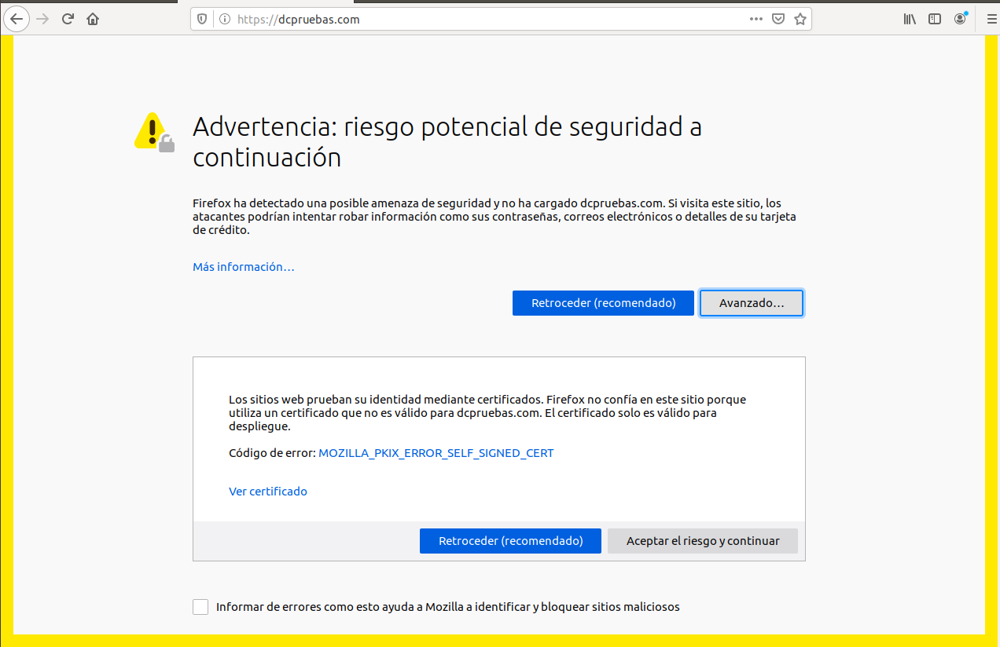 https://dcpruebas.com
Advertencia: riesgo potencial de seguridad a
continuación
Firefox ha detectado una posible amenaza de seguridad y no ha cargado dcpruebas.com. Si visita este sitio, los
atacantes podrían intentar robar información como sus contraseñas, correos electrónicos o detalles de su tarjeta
de crédito.
Más información…
Retroceder (recomendado)
Avanzado…
Los sitios web prueban su identidad mediante certificados. Firefox no confía en este sitio porque
utiliza un certificado que no es válido para dcpruebas.com. El certificado solo es válido para
despliegue.
Código de error: MOZILLA_PKIX_ERROR_SELF_SIGNED_CERT
Ver certificado
Retroceder (recomendado)
Aceptar el riesgo y continuar
Informar de errores como esto ayuda a Mozilla a identificar y bloquear sitios maliciosos